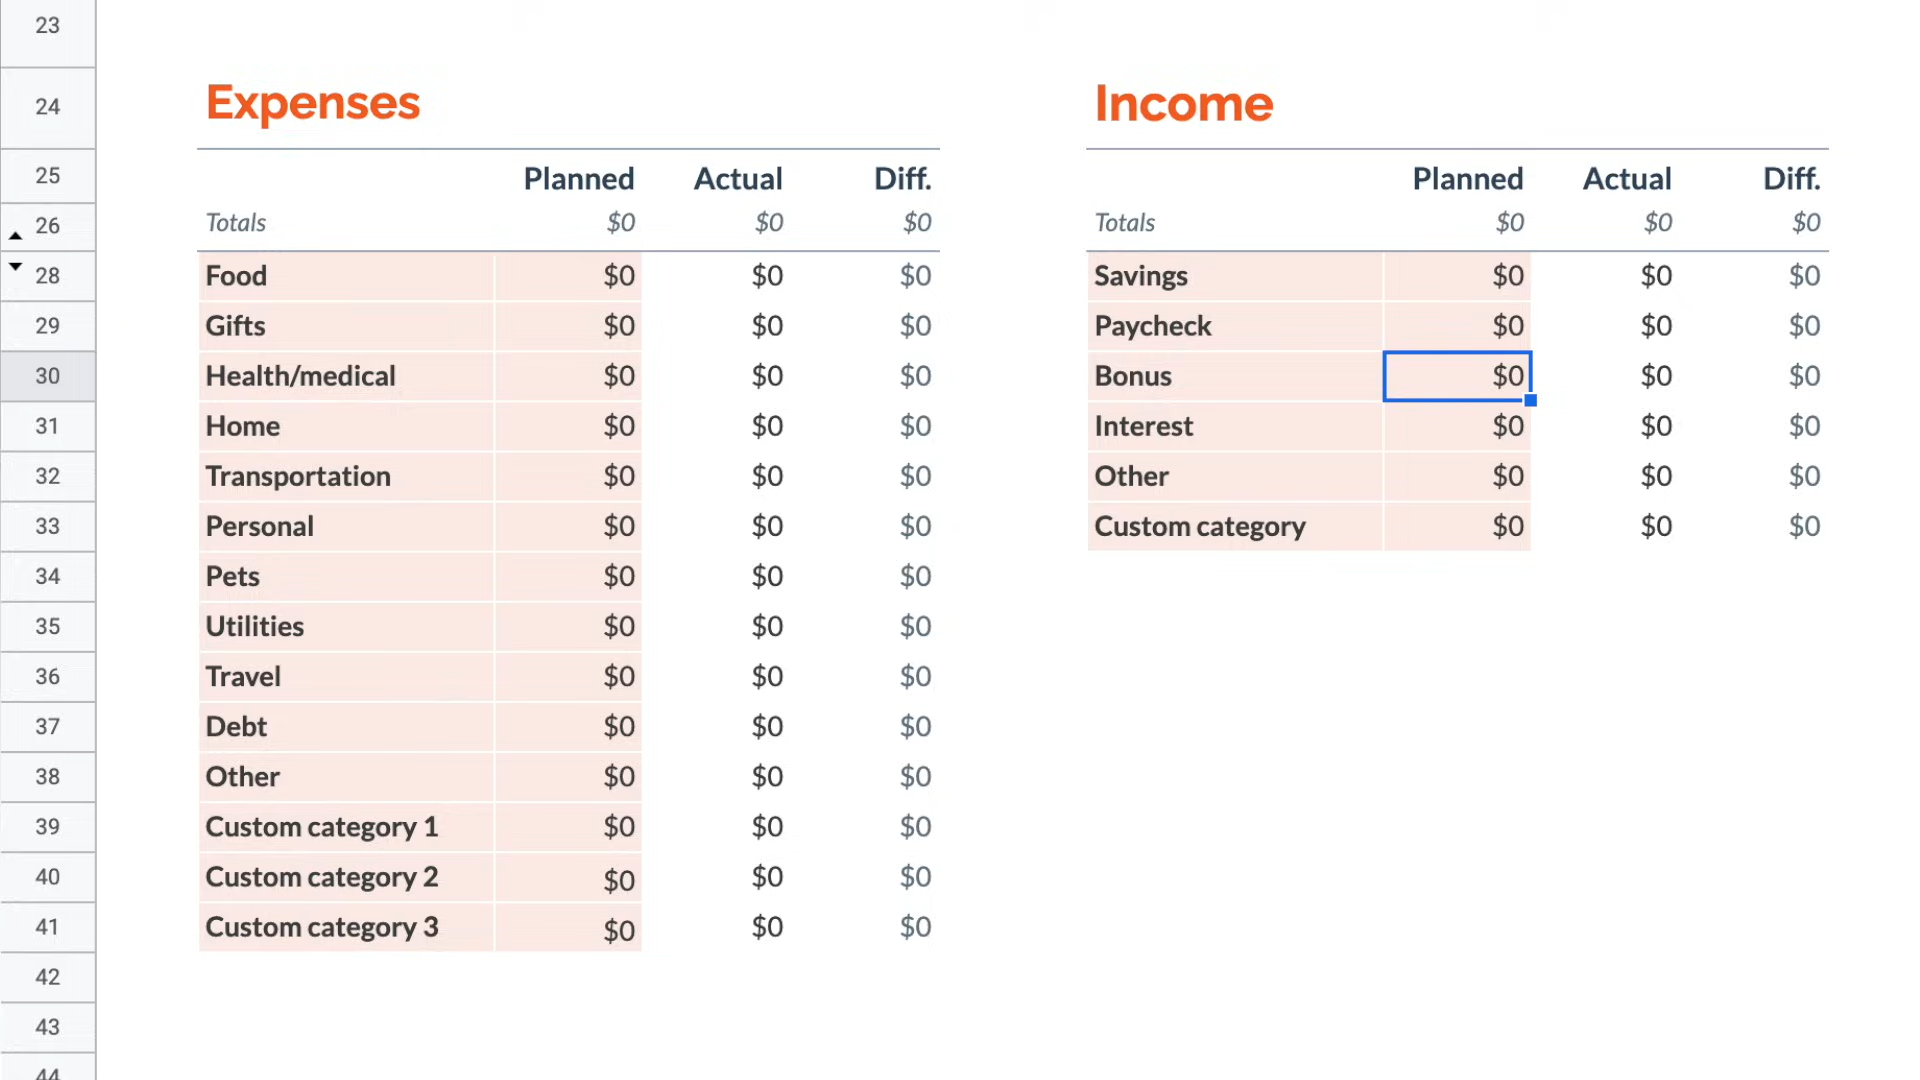 23
24 Expenses Income
25 Planned Actual Diff. Planned Actual Diff.
26 Totals $0 $0 $0 Totals $0 $0 $0
28 Food $0 $0 $0 Savings $0 $0 $0
29 Gifts $0 $0 $0 Paycheck $0 $0 $0
30 Health/medical $0 $0 $0 Bonus $0 $0 $0
31 Home $0 $0 $0 Interest $0 $0 $0
32 Transportation $0 $0 $0 Other $0 $0 $0
33 Personal $0 $0 $0 Custom category $0 $0 $0
34 Pets $0 $0 $0
35 Utilities $0 $0 $0
36 Travel $0 $0 $0
37 Debt $0 $0 $0
38 Other $0 $0 $0
39 Custom category 1 $0 $0 $0
40 Custom category 2 $0 $0 $0
41 Custom category 3 $0 $0 $0
42
43
44